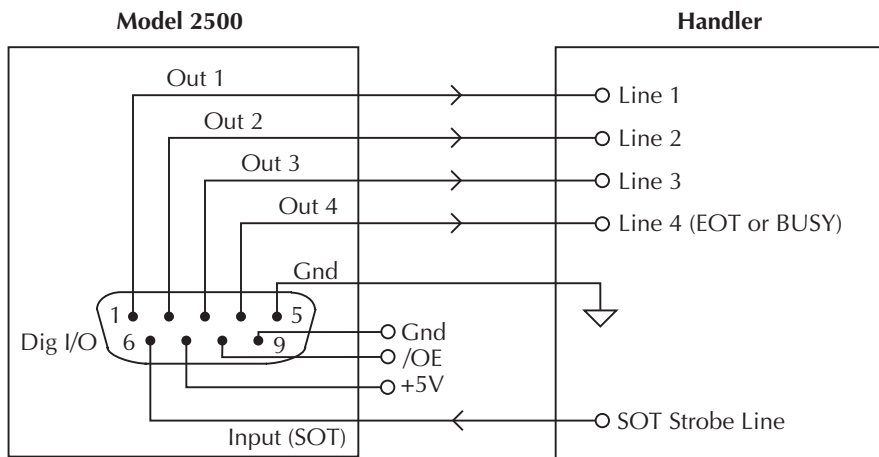 Model 2500
Handler
Out 1
Line 1
Out 2
Line 2
Out 3
Line 3
Out 4
Line 4 (EOT or BUSY)
Gnd
1
5
Dig I/O
6
9
Gnd
/OE
+5V
Input (SOT)
SOT Strobe Line